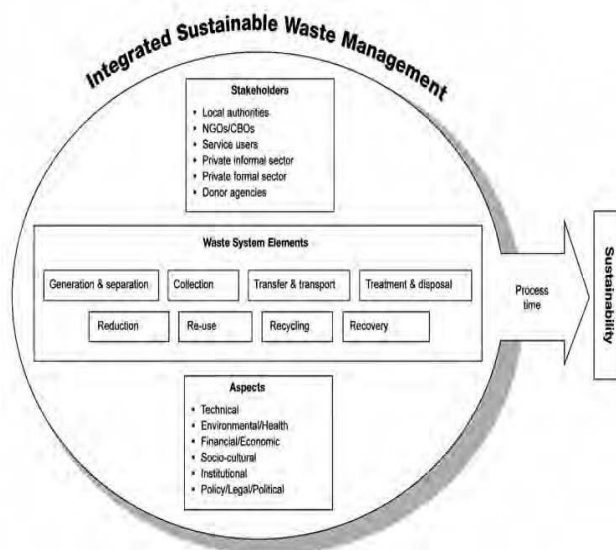 Integrated Sustainable Waste Management
Stakeholders
• Local authorities
• NGOs/CBOs
• Service users
• Private informal sector
• Private formal sector
• Donor agencies
Waste System Elements
Generation & separation
Collection
Transfer & transport
Treatment & disposal
Reduction
Re-use
Recycling
Recovery
Aspects
• Technical
• Environmental/Health
• Financial/Economic
• Socio-cultural
• Institutional
• Policy/Legal/Political
Process
time
Sustainability